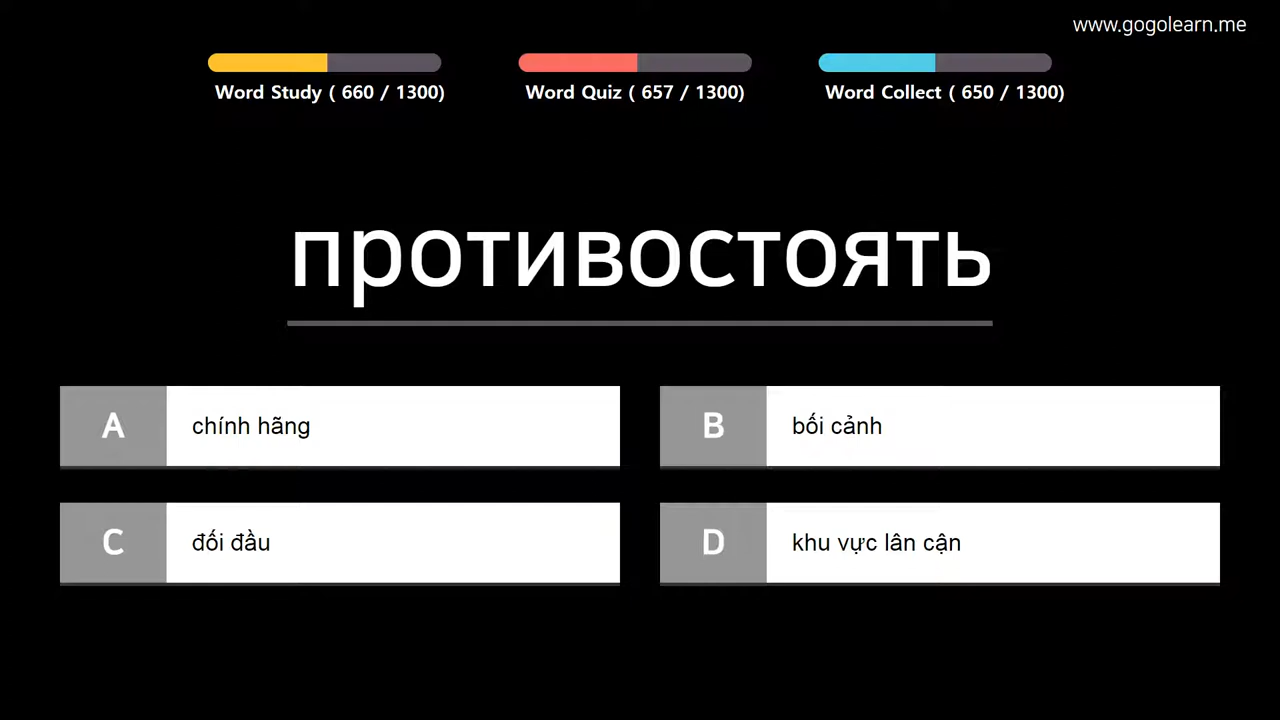 www.gogolearn.me
Word Study ( 660 / 1300)
Word Quiz ( 657 / 1300)
Word Collect ( 650 / 1300)
противостоять
A chính hãng
B bối cảnh
C đối đầu
D khu vực lân cận